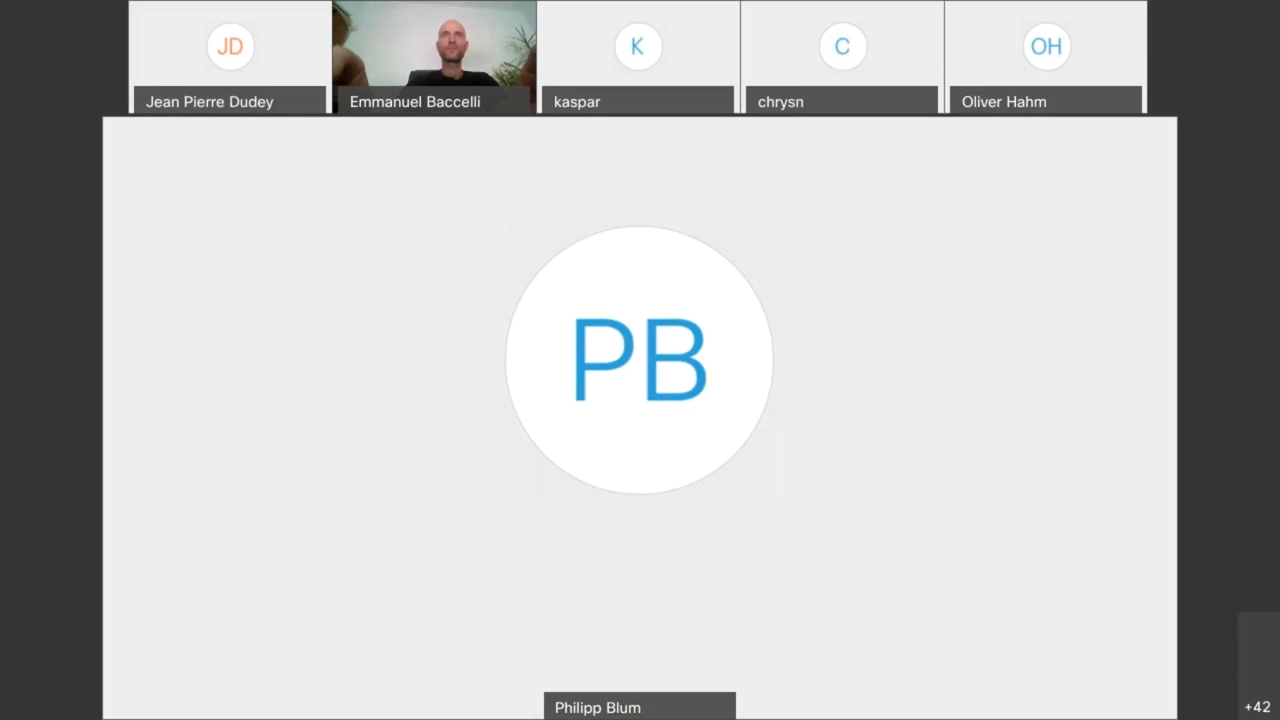 JD
K
C
OH
Jean Pierre Dudey
Emmanuel Baccelli
kaspar
chrysn
Oliver Hahm
PB
Philipp Blum
+42